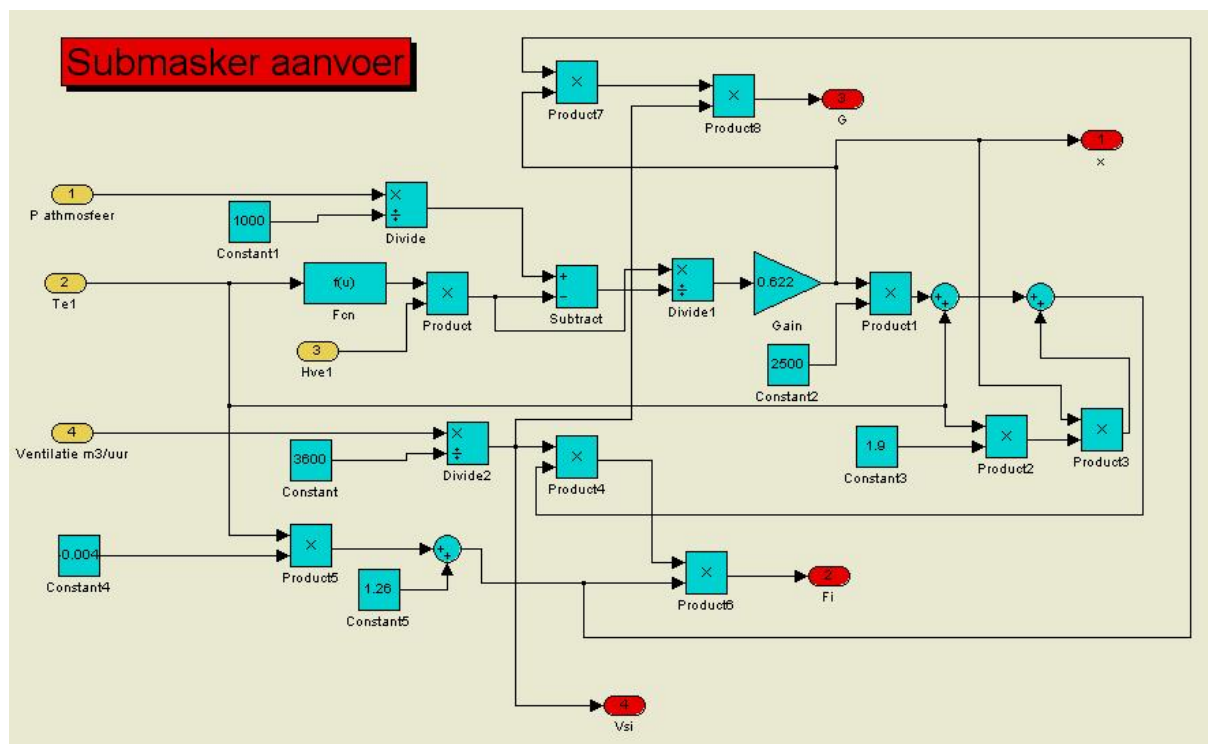 Submasker aanvoer
×
Product7
×
Product8
3
G
1
x
1
P athmosfeer
1000
Constant1
×
÷
Divide
2
Te1
f(u)
Fcn
×
Product
+
−
Subtract
×
÷
Divide1
0.622
Gain
×
Product1
+
+
+
+
3
Hve1
2500
Constant2
4
Ventilatie m3/uur
3600
Constant
×
÷
Divide2
×
Product4
1.9
Constant3
×
Product2
×
Product3
-0.004
Constant4
×
Product5
+
+
1.26
Constant5
×
Product6
2
Fi
4
Vsi